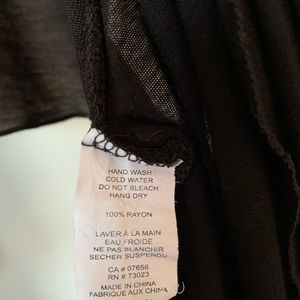 HAND WASH
COLD WATER
DO NOT BLEACH
HANG DRY
100% RAYON
LAVER À LA MAIN
EAU FROIDE
NE PAS BLANCHIR
SECHER SUSPENDU
CA # 07658
RN # 73023
MADE IN CHINA
FABRIQUE AUX CHINA